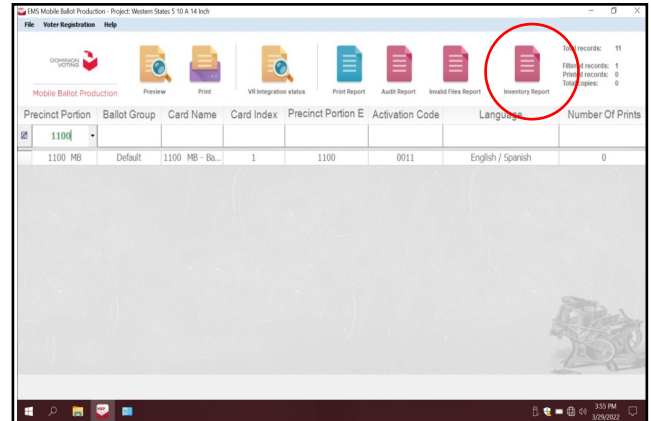 EMS Mobile Ballot Production - Project: Western States 5 10 A 14 Inch
File Voter Registration Help
DOMINION VOTING
Mobile Ballot Production
Preview
Print
VR Integration status
Print Report
Audit Report
Invalid Files Report
Inventory Report
Total records: 11
Filtered records: 1
Printed records: 0
Total copies: 0
Precinct Portion Ballot Group Card Name Card Index Precinct Portion E Activation Code Language Number Of Prints
1100
1100 MB Default 1100 MB - Ba... 1 1100 0011 English / Spanish 0
3:55 PM
3/29/2022